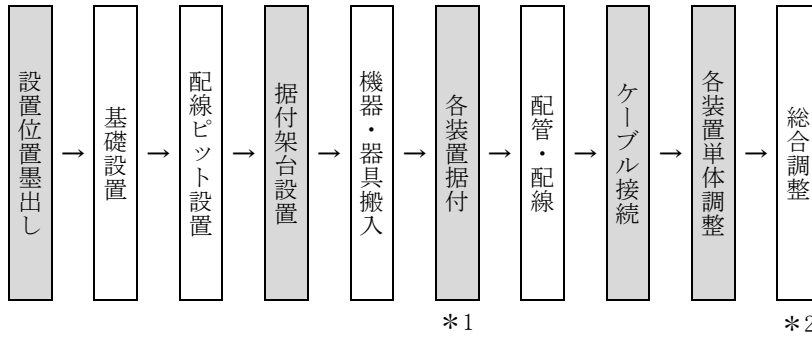 設置位置墨出し
→
基礎設置
→
配線ピット設置
→
据付架台設置
→
機器・器具搬入
→
各装置据付
→
配管・配線
→
ケーブル接続
→
各装置単体調整
→
総合調整
＊1
＊2